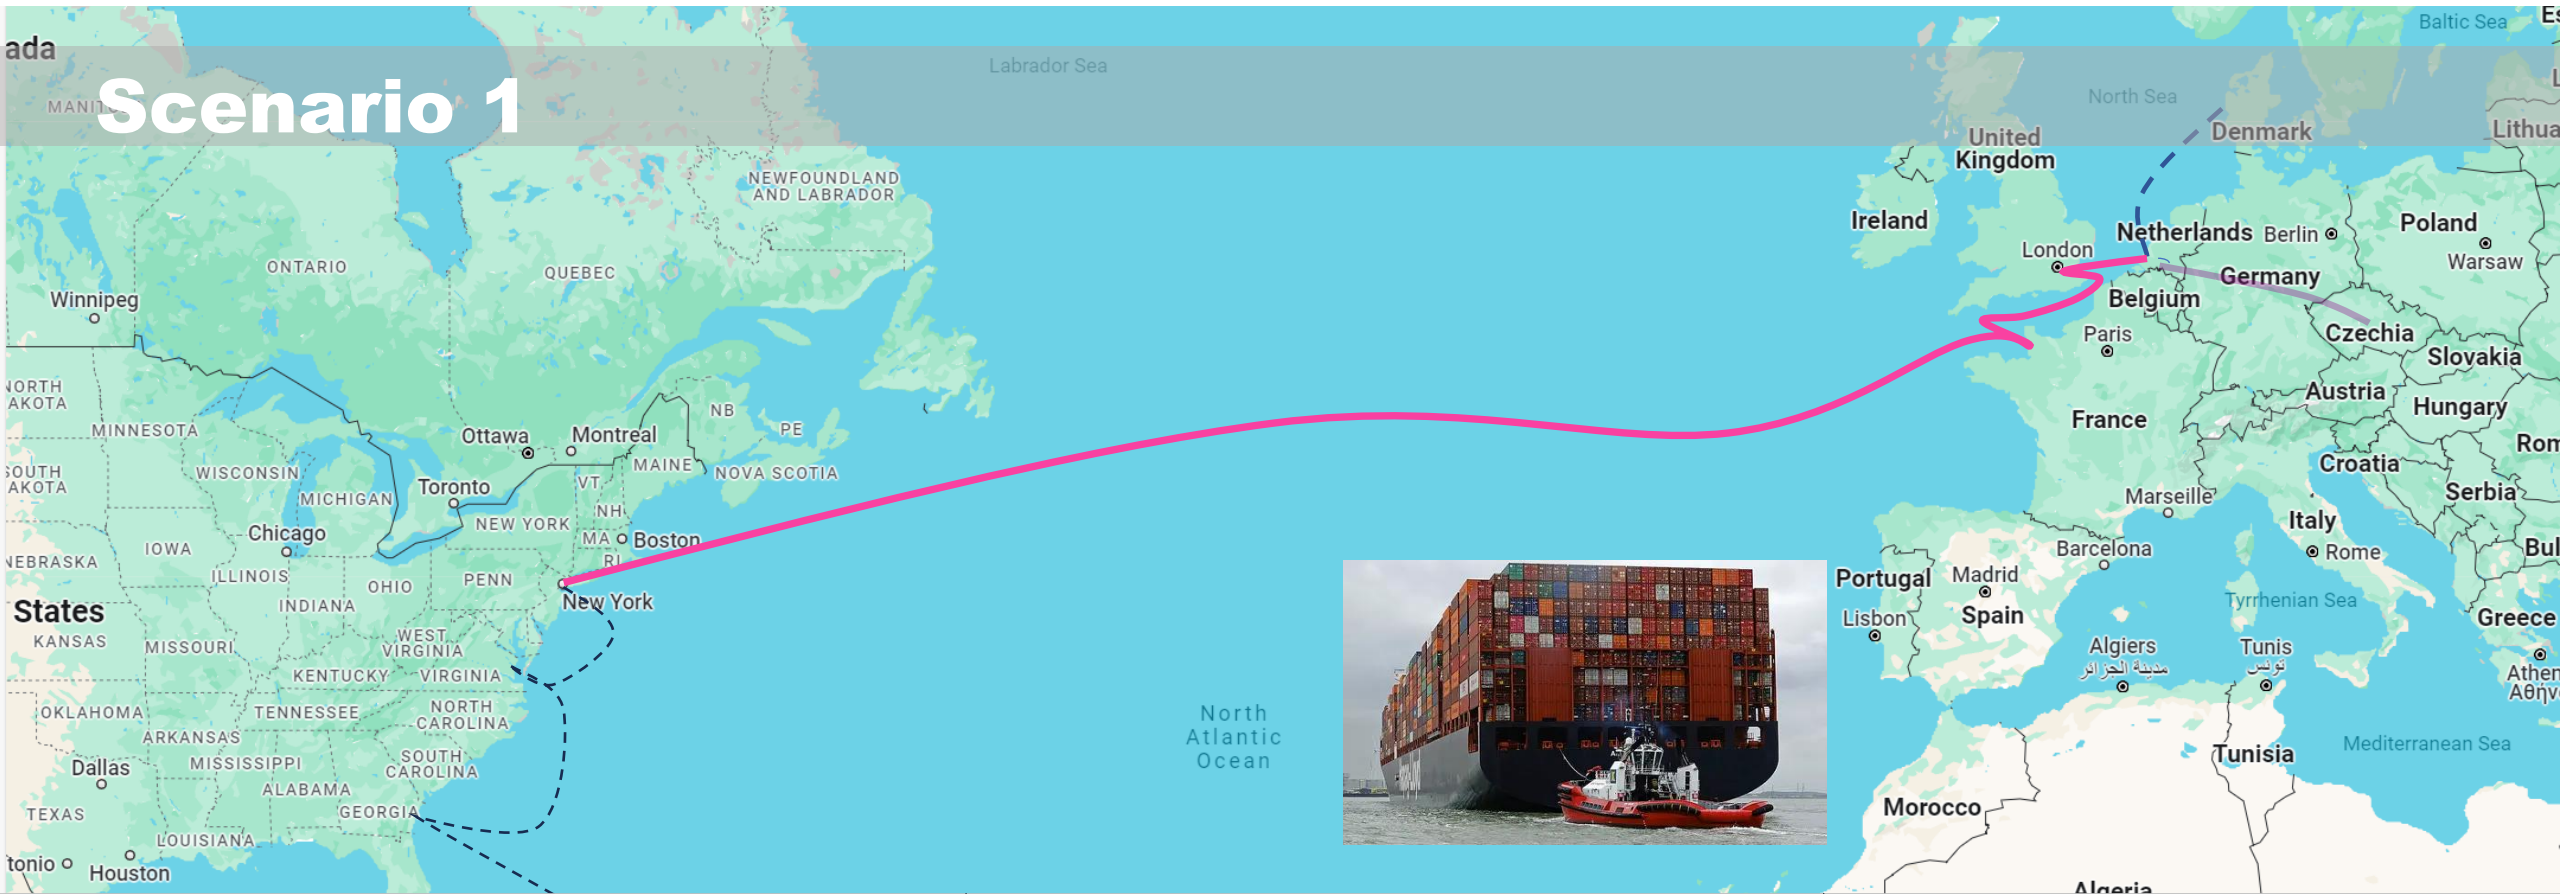 Scenario 1
ada
MANIT
Labrador Sea
North Sea
Baltic Sea
Es
Denmark
Lithua
L
United
Kingdom
NEWFOUNDLAND
AND LABRADOR
Ireland
Netherlands
Berlin
Poland
Warsaw
London
ONTARIO
QUEBEC
Germany
Belgium
Winnipeg
Paris
Czechia
Slovakia
NORTH
AKOTA
Austria
Hungary
MINNESOTA
NB
PE
France
Ottawa
Montreal
Rom
SOUTH
AKOTA
WISCONSIN
MICHIGAN
Toronto
VT
MAINE
NOVA SCOTIA
Croatia
Serbia
Marseille
NH
NEW YORK
Chicago
MA
Boston
Italy
IOWA
RI
Barcelona
Rome
Bul
NEBRASKA
ILLINOIS
OHIO
PENN
Portugal
Madrid
New York
States
INDIANA
Tyrrhenian Sea
Lisbon
Spain
Greece
KANSAS
MISSOURI
WEST
VIRGINIA
Algiers
مدينة الجزائر
Tunis
تونس
KENTUCKY
VIRGINIA
Athen
Αθήν
OKLAHOMA
TENNESSEE
NORTH
CAROLINA
North
Atlantic
Ocean
ARKANSAS
Mediterranean Sea
Tunisia
MISSISSIPPI
SOUTH
CAROLINA
Dallas
ALABAMA
TEXAS
GEORGIA
Morocco
LOUISIANA
tonio
Houston
Algeria